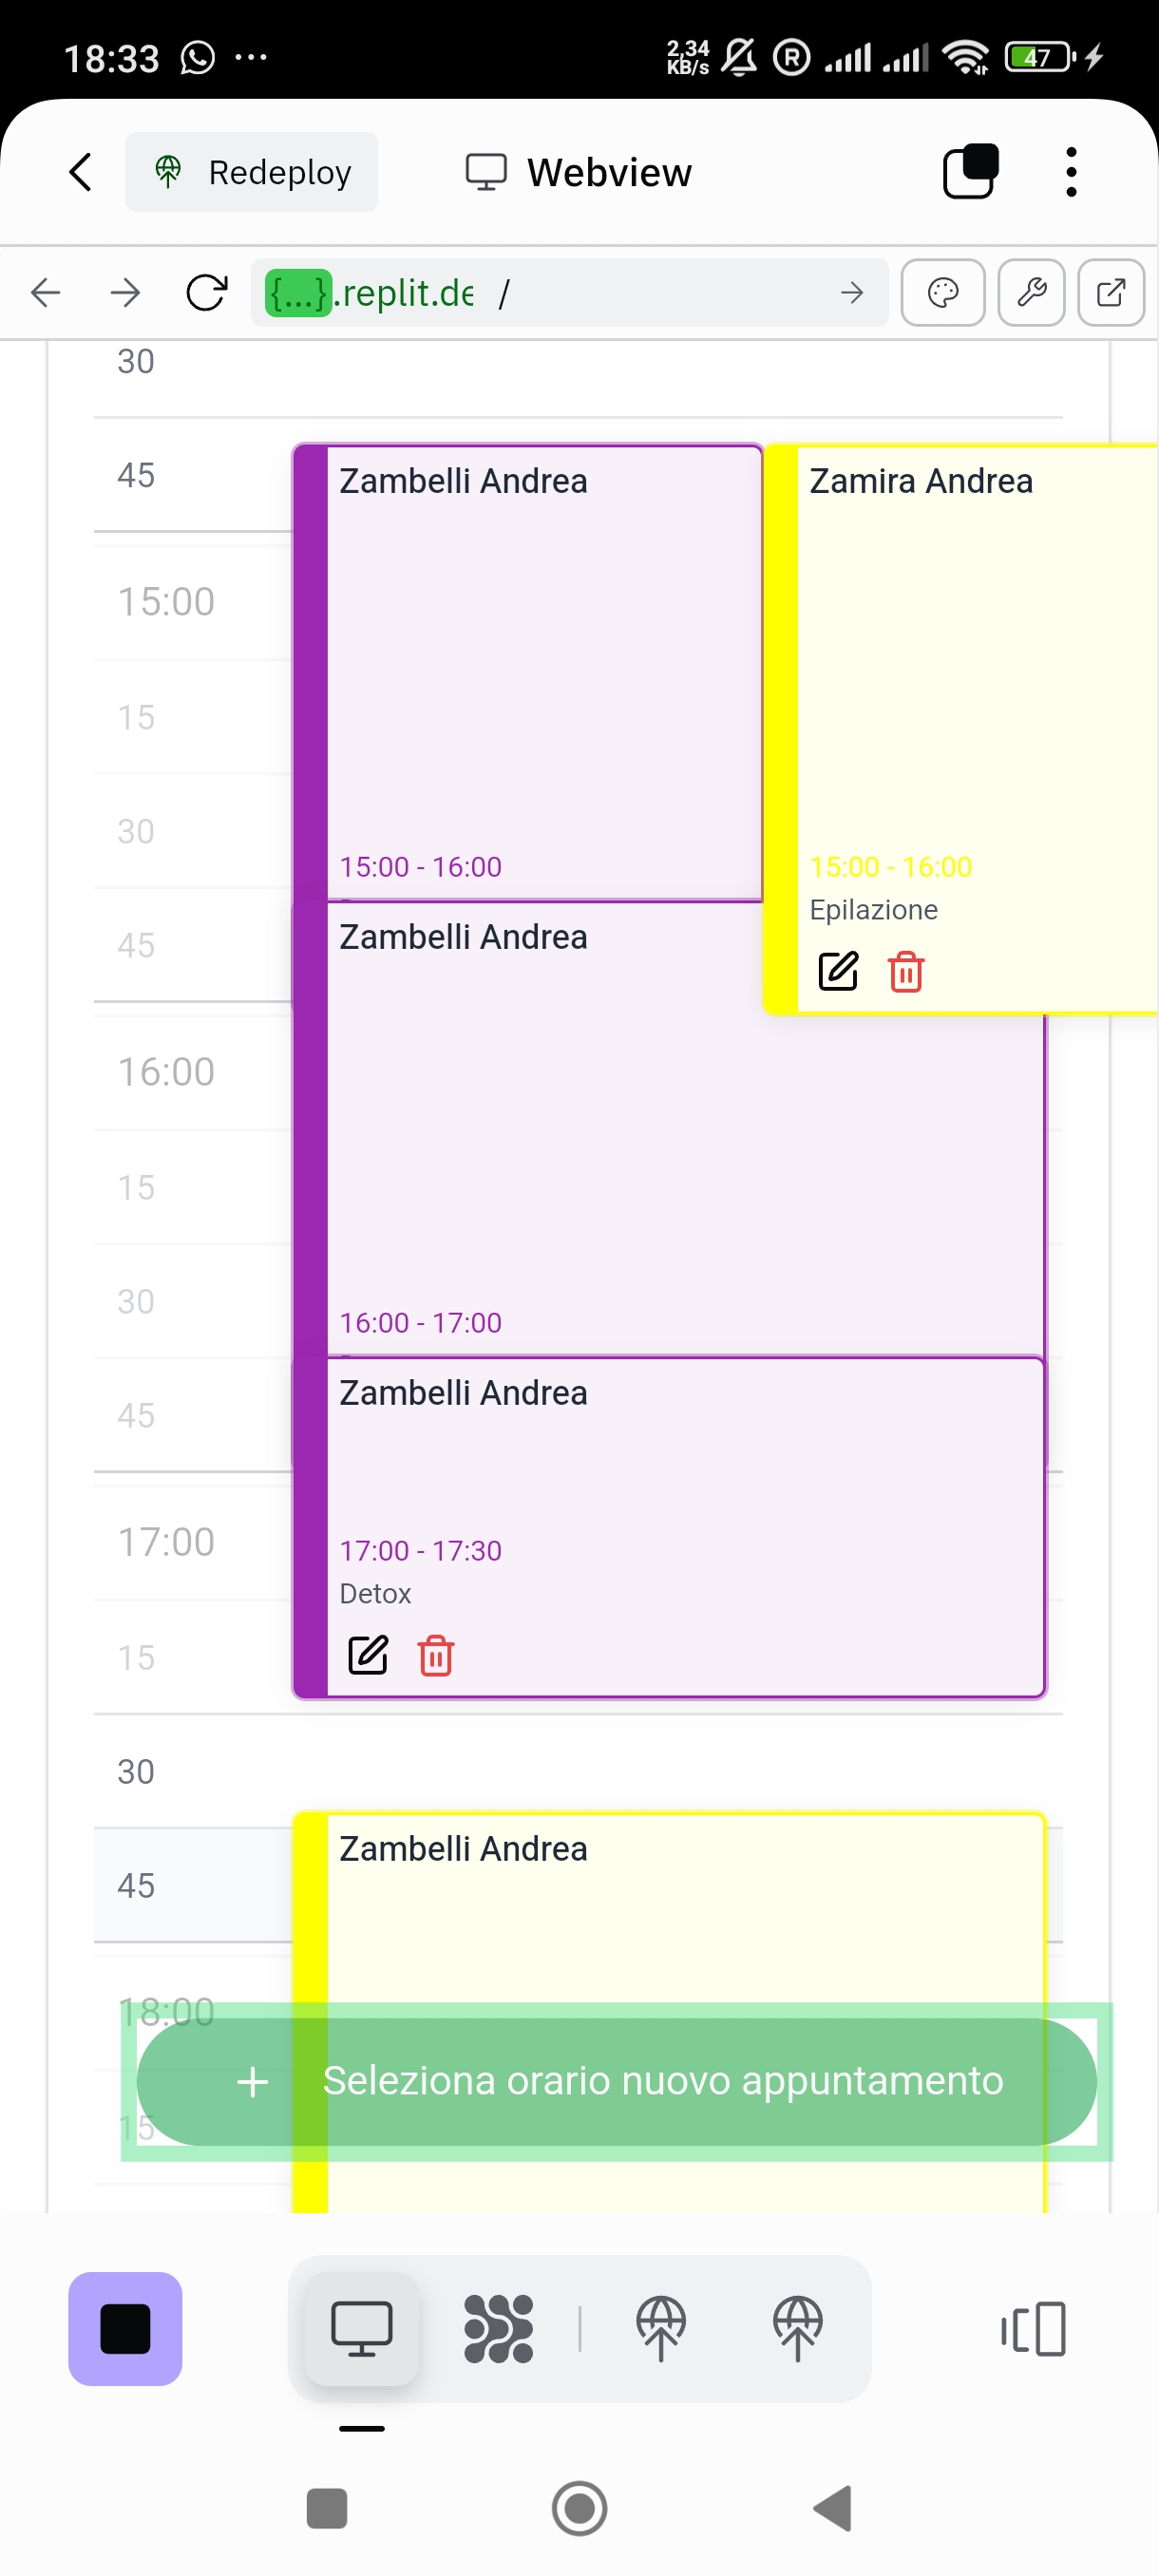 18:33
2,34
KB/s
R
47
Redeploy
Webview
{...}.replit.de /
30
45
Zambelli Andrea
Zamira Andrea
15:00
15
30
15:00 - 16:00
15:00 - 16:00
Epilazione
45
Zambelli Andrea
16:00
15
30
16:00 - 17:00
45
Zambelli Andrea
17:00
17:00 - 17:30
Detox
15
30
45
Zambelli Andrea
18:00
+ Seleziona orario nuovo appuntamento
15